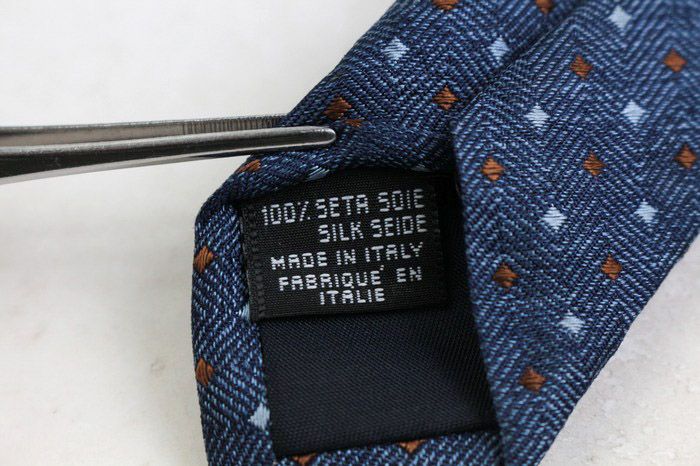 100% SETA SOIE
SILK SEIDE
MADE IN ITALY
FABRIQUE' EN
ITALIE